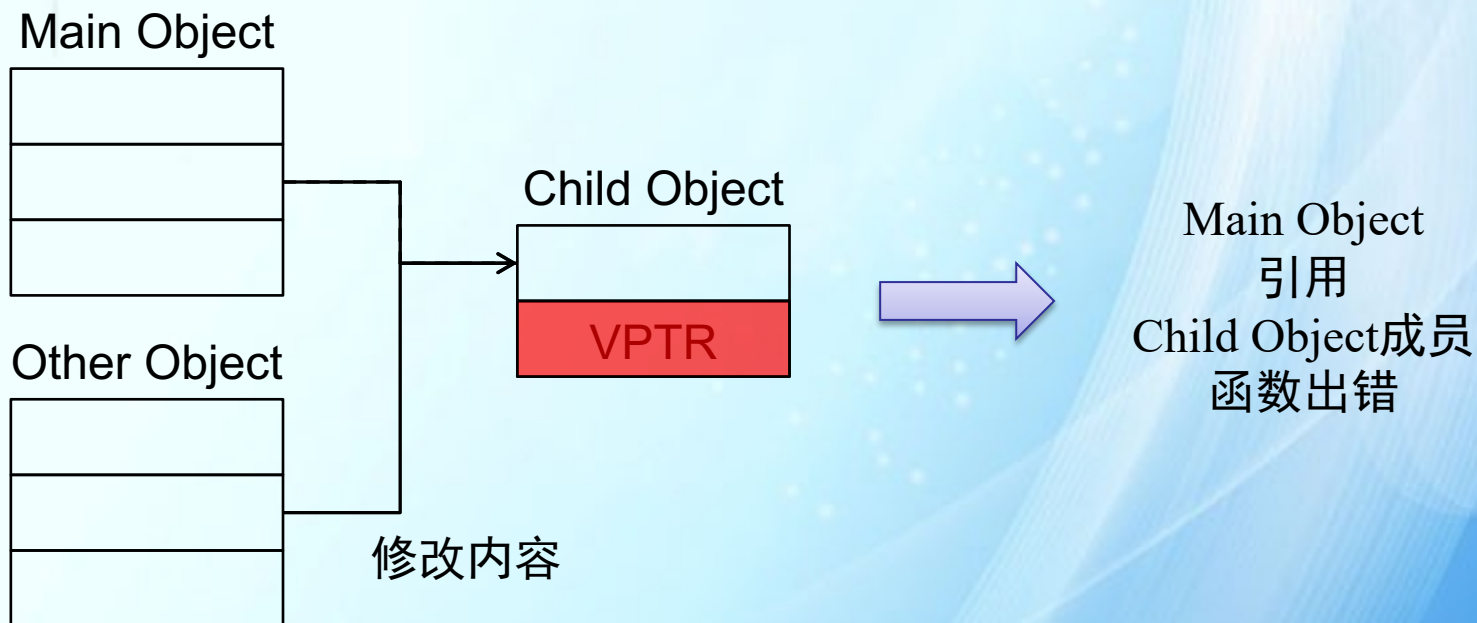 Main Object
Child Object
VPTR
Other Object
修改内容
Main Object
引用
Child Object成员
函数出错